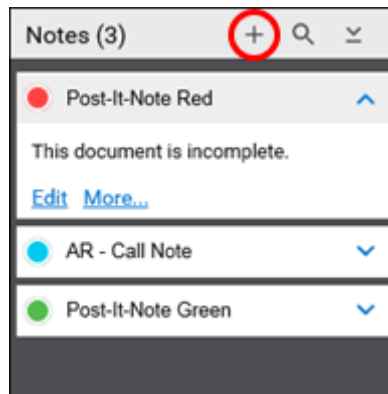 Notes (3)
Post-It-Note Red
This document is incomplete.
Edit More...
AR - Call Note
Post-It-Note Green